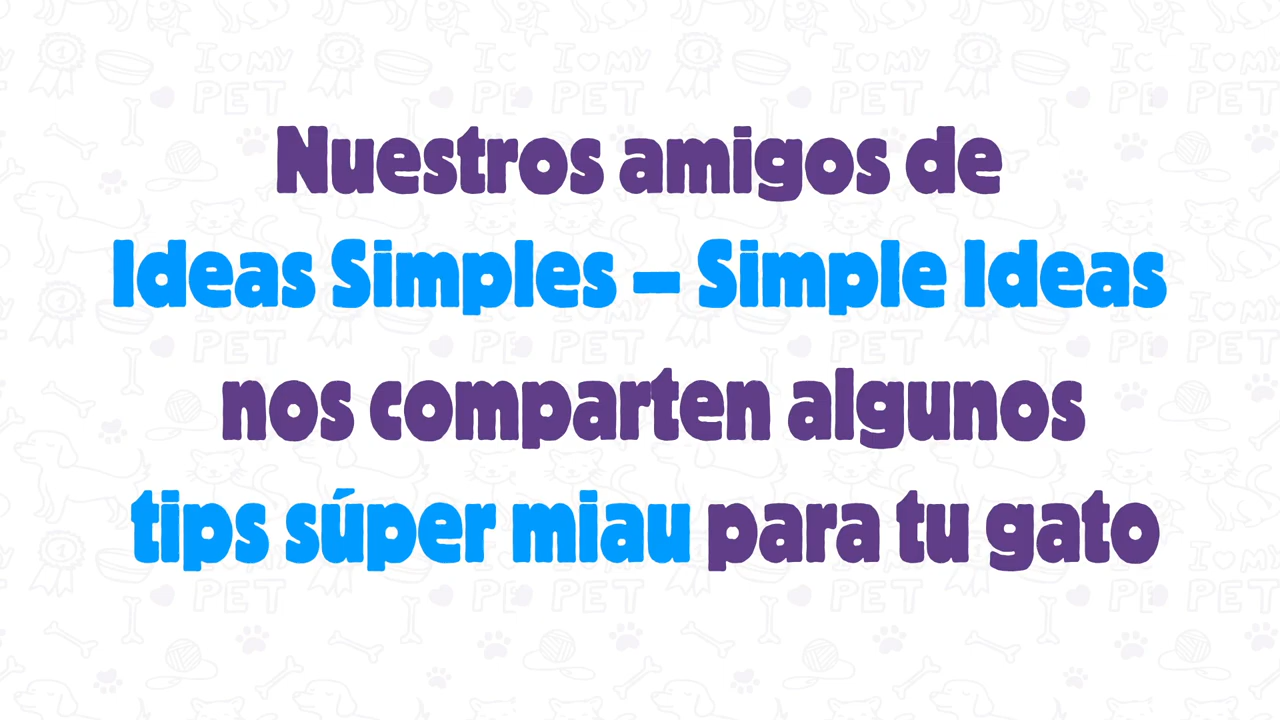 Nuestros amigos de
Ideas Simples – Simple Ideas
nos comparten algunos
tips súper miau para tu gato